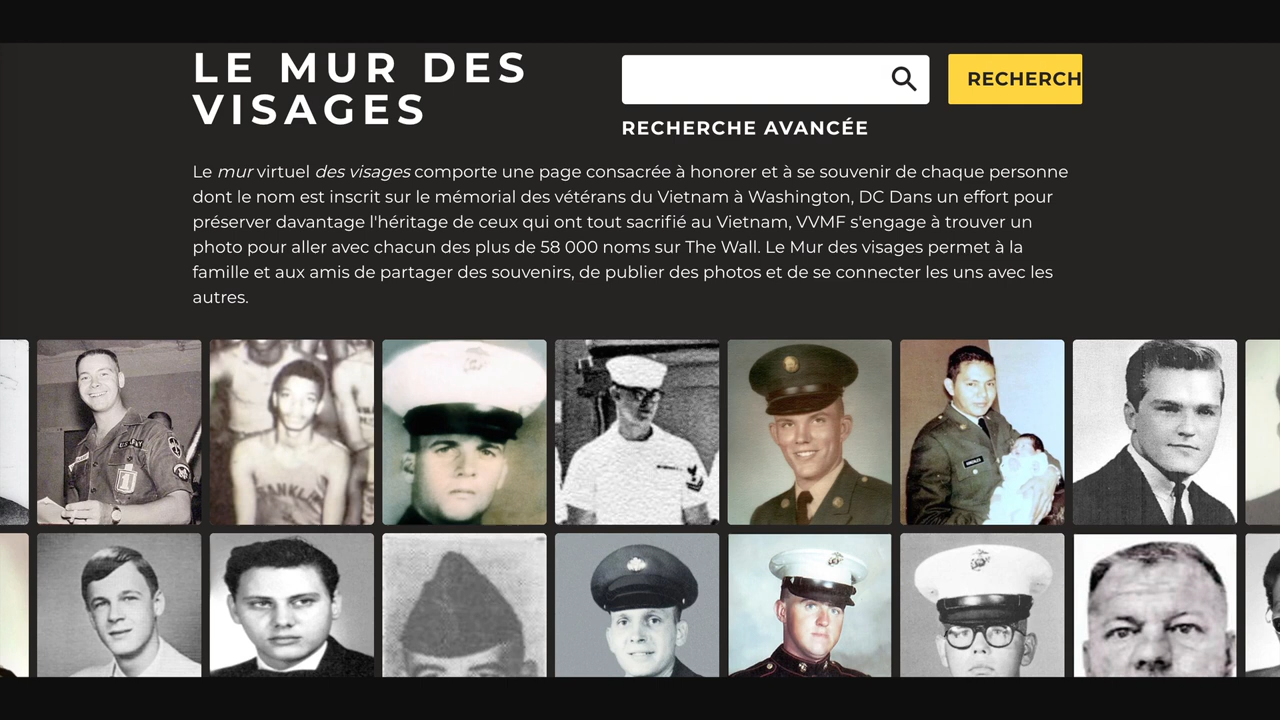 LE MUR DES
VISAGES
RECHERCH
RECHERCHE AVANCÉE
Le mur virtuel des visages comporte une page consacrée à honorer et à se souvenir de chaque personne
dont le nom est inscrit sur le mémorial des vétérans du Vietnam à Washington, DC Dans un effort pour
préserver davantage l'héritage de ceux qui ont tout sacrifié au Vietnam, VVMF s'engage à trouver un
photo pour aller avec chacun des plus de 58 000 noms sur The Wall. Le Mur des visages permet à la
famille et aux amis de partager des souvenirs, de publier des photos et de se connecter les uns avec les
autres.